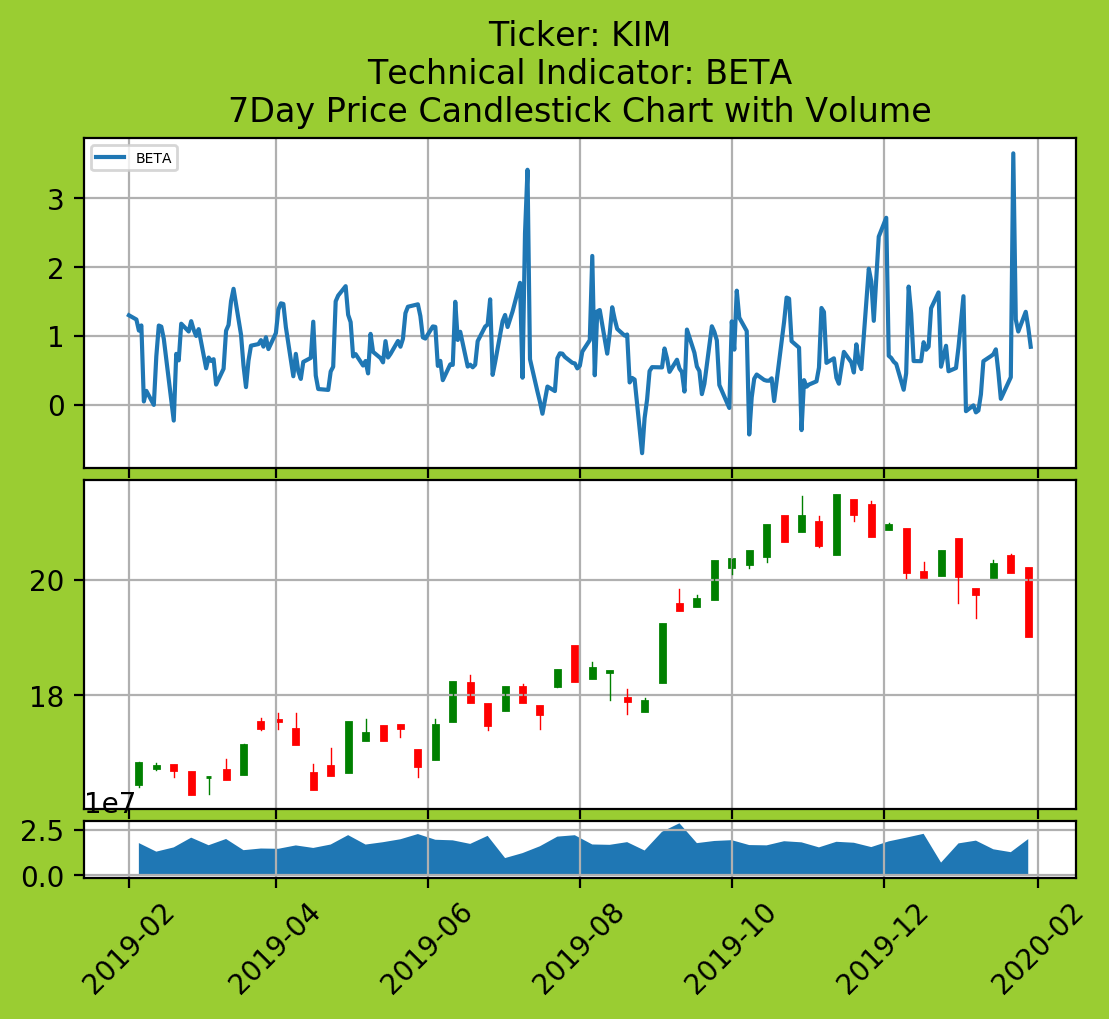 Ticker: KIM
Technical Indicator: BETA
7Day Price Candlestick Chart with Volume
BETA
3
2
1
0
20
18
1e7
2.5
0.0
2019-02 2019-04 2019-06 2019-08 2019-10 2019-12 2020-02